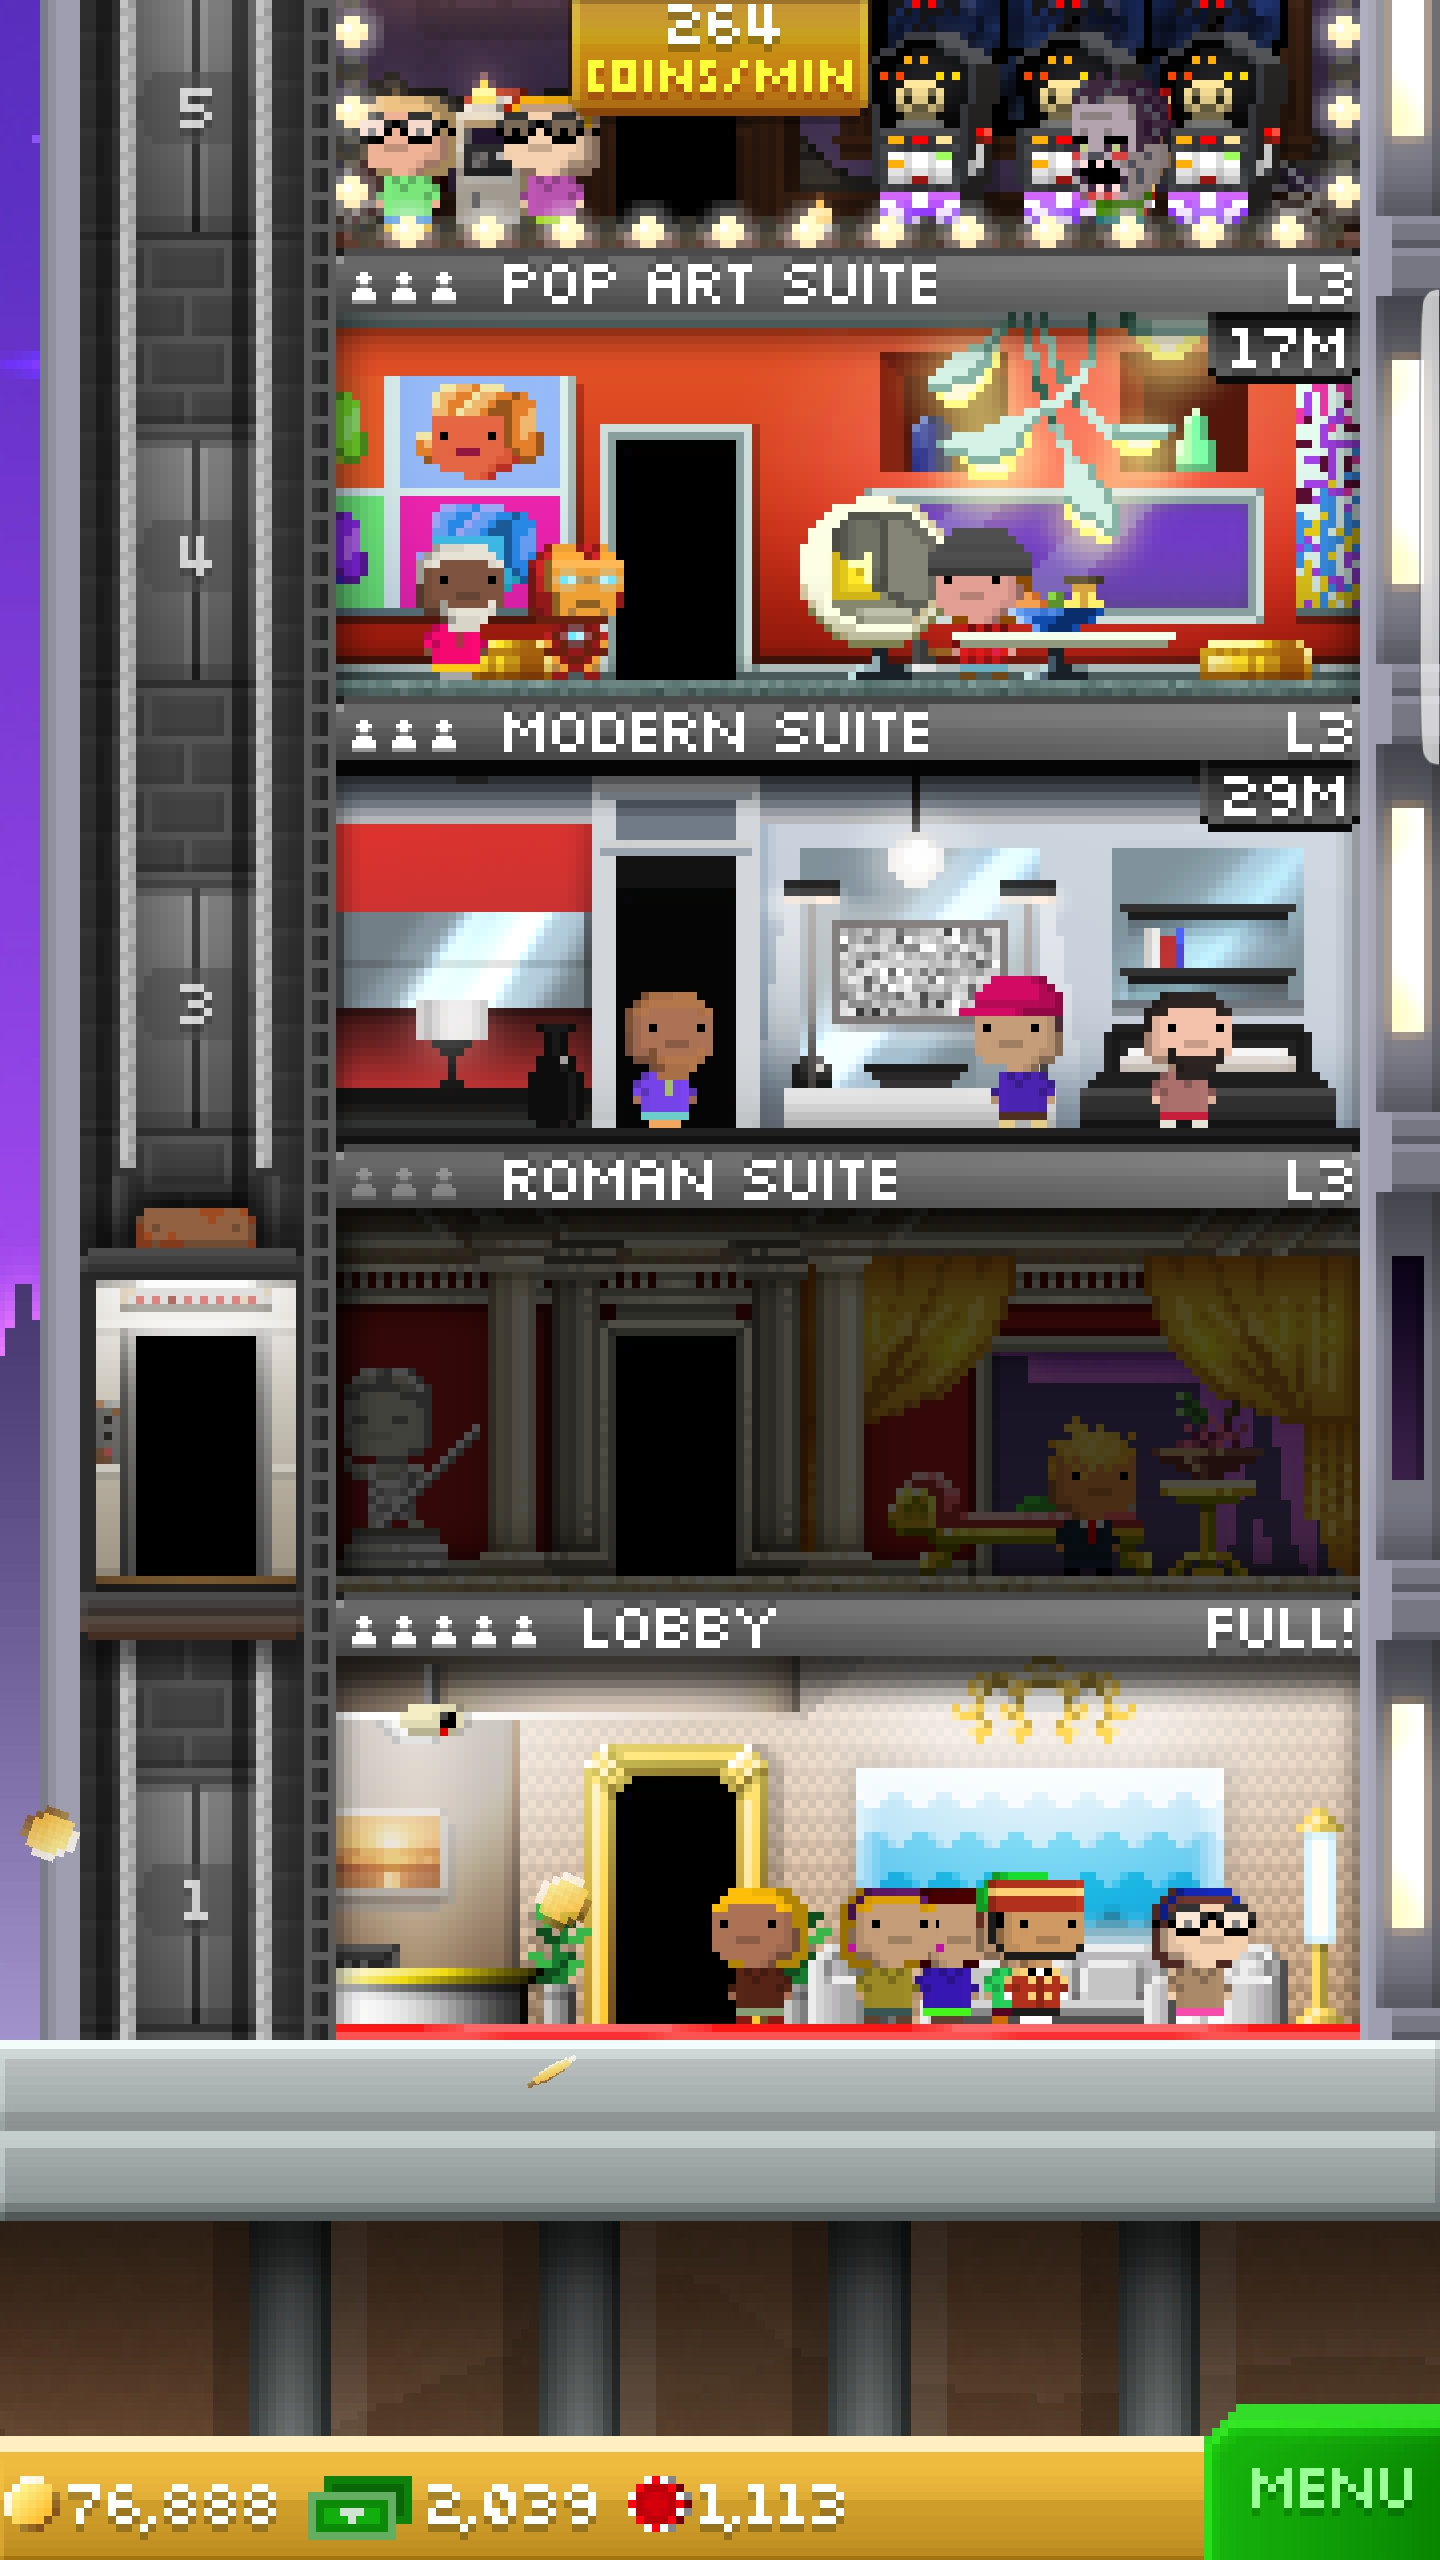 264
COINS/MIN
5
POP ART SUITE L3
17M
4
MODERN SUITE L3
29M
3
ROMAN SUITE L3
LOBBY FULL!
1
76,888 2,039 1,113
MENU